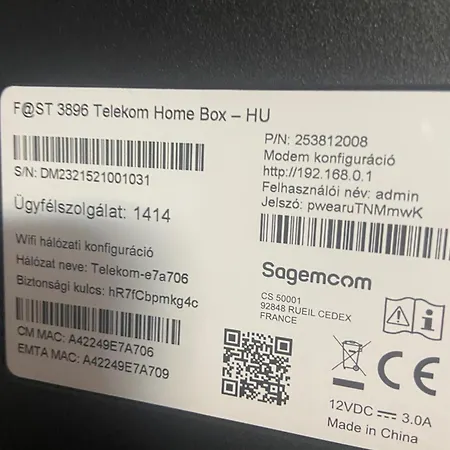 F@ST 3896 Telekom Home Box – HU
S/N: DM2321521001031
Ügyfélszolgálat: 1414
Wifi hálózati konfiguráció
Hálózat neve: Telekom-e7a706
Biztonsági kulcs: hR7fCbpmkg4c
CM MAC: A42249E7A706
EMTA MAC: A42249E7A709
P/N: 253812008
Modem konfiguráció
http://192.168.0.1
Felhasználói név: admin
Jelszó: pwearuTNMmwK
Sagemcom
CS 50001
92848 RUEIL CEDEX
FRANCE
CE
12VDC ⎓ 3.0A
Made in China